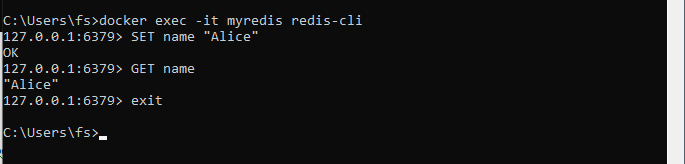 C:\Users\fs>docker exec -it myredis redis-cli
127.0.0.1:6379> SET name "Alice"
OK
127.0.0.1:6379> GET name
"Alice"
127.0.0.1:6379> exit
C:\Users\fs>